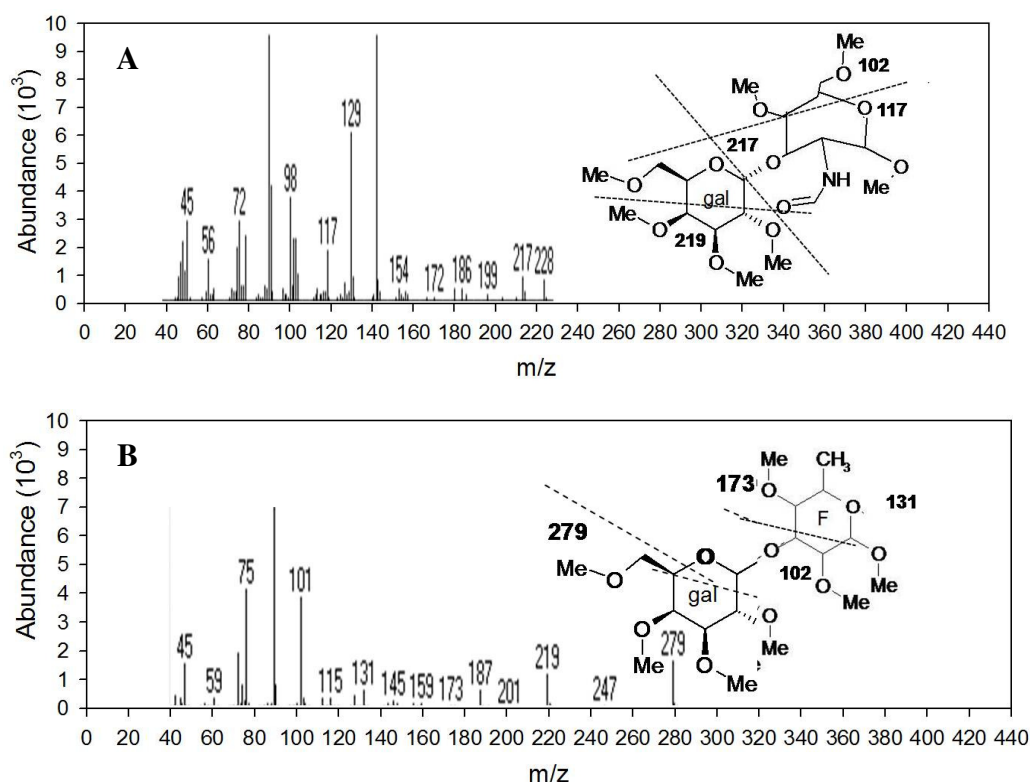 A
Abundance (10³)
10
9
8
7
6
5
4
3
2
1
0
45
56
72
98
117
129
154
172
186
199
217
228
0 20 40 60 80 100 120 140 160 180 200 220 240 260 280 300 320 340 360 380 400 420 440
m/z
Me
O 102
Me
O
O 117
217
O
O
Me
O
O
Me
NH
gal
O
Me O
219
O
Me
O
Me
B
Abundance (10³)
10
9
8
7
6
5
4
3
2
1
0
45
59
75
101
115
131
145
159
173
187
201
219
247
279
0 20 40 60 80 100 120 140 160 180 200 220 240 260 280 300 320 340 360 380 400 420 440
m/z
Me
CH3
173 O
O 131
F
279
O
O
O
102
O
Me
Me
O
gal
O
Me
O
O
Me
O
Me
Me